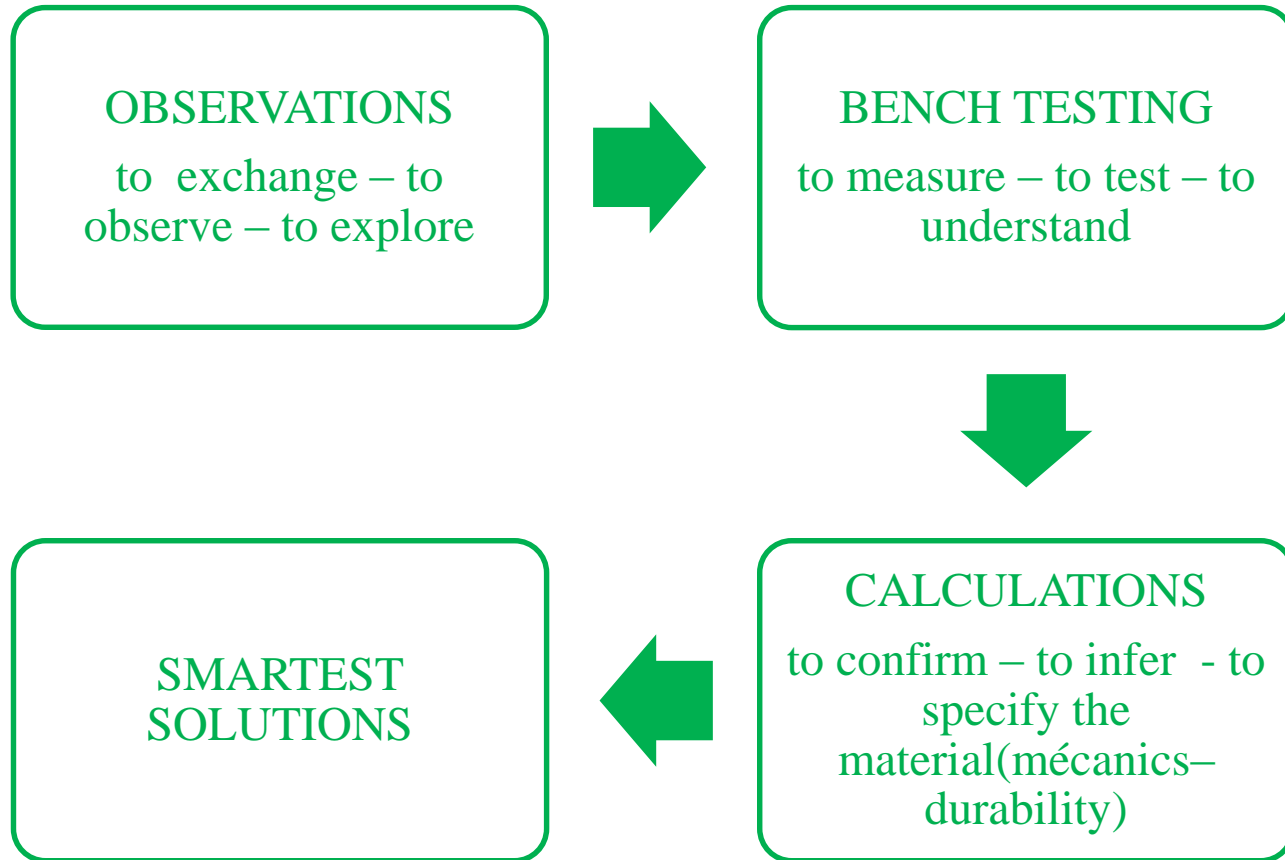 OBSERVATIONS
to  exchange – to
observe – to explore
BENCH TESTING
to measure – to test – to
understand
CALCULATIONS
to confirm – to infer  - to
specify the
material(mécanics–
durability)
SMARTEST
SOLUTIONS